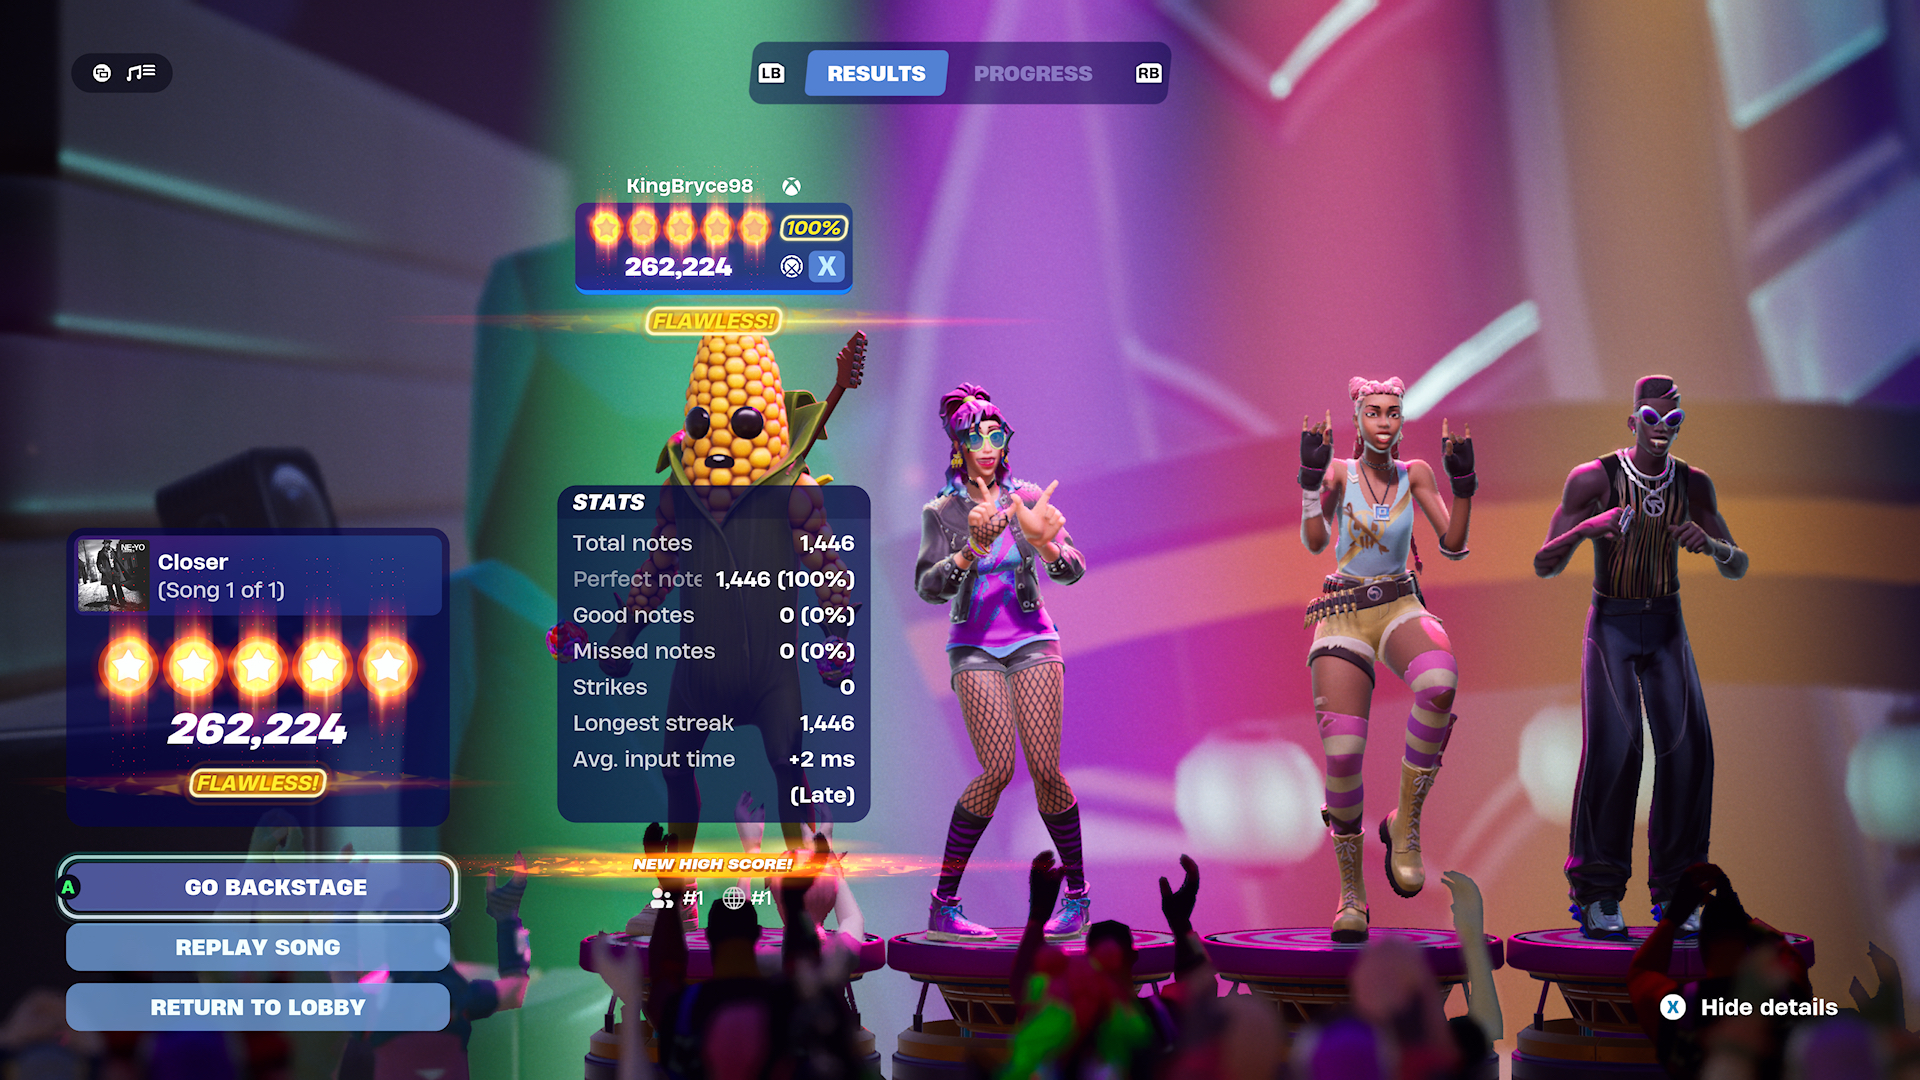 LB RESULTS PROGRESS RB
KingBryce98
100%
262,224
X
FLAWLESS!
STATS
Total notes 1,446
Perfect note 1,446 (100%)
Good notes 0 (0%)
Missed notes 0 (0%)
Strikes 0
Longest streak 1,446
Avg. input time +2 ms
(Late)
NEW HIGH SCORE!
#1 #1
NE-YO
Closer
(Song 1 of 1)
262,224
FLAWLESS!
A GO BACKSTAGE
REPLAY SONG
RETURN TO LOBBY
X Hide details